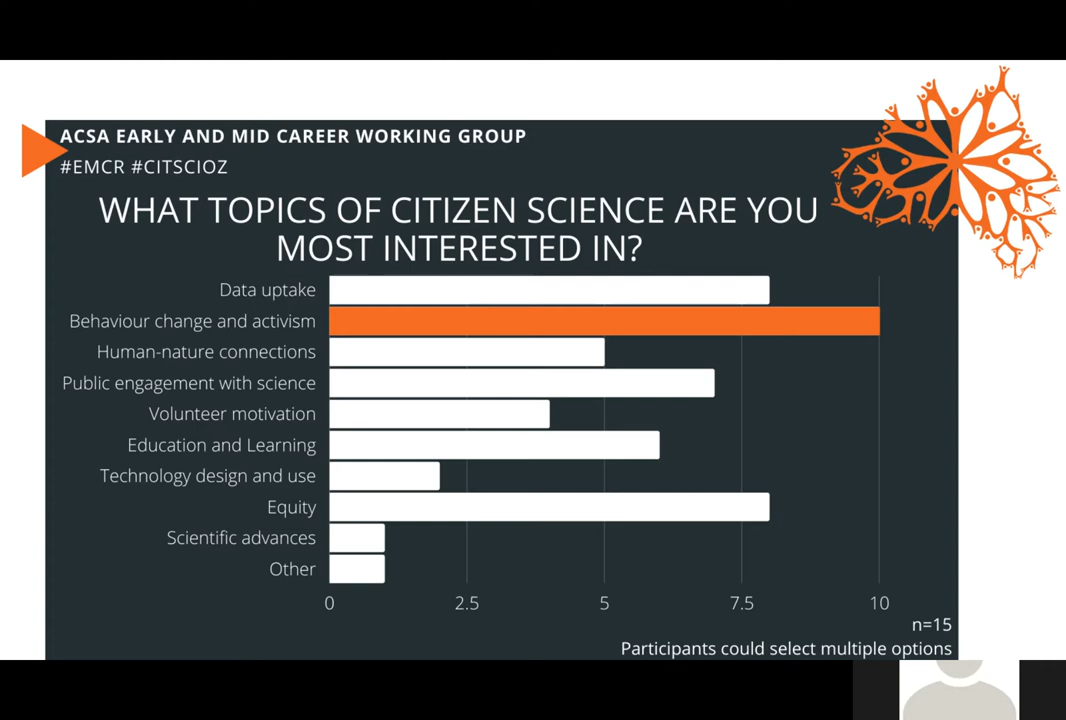 ACSA EARLY AND MID CAREER WORKING GROUP
#EMCR #CITSCIOZ
WHAT TOPICS OF CITIZEN SCIENCE ARE YOU
MOST INTERESTED IN?
Data uptake
Behaviour change and activism
Human-nature connections
Public engagement with science
Volunteer motivation
Education and Learning
Technology design and use
Equity
Scientific advances
Other
0 2.5 5 7.5 10
n=15
Participants could select multiple options